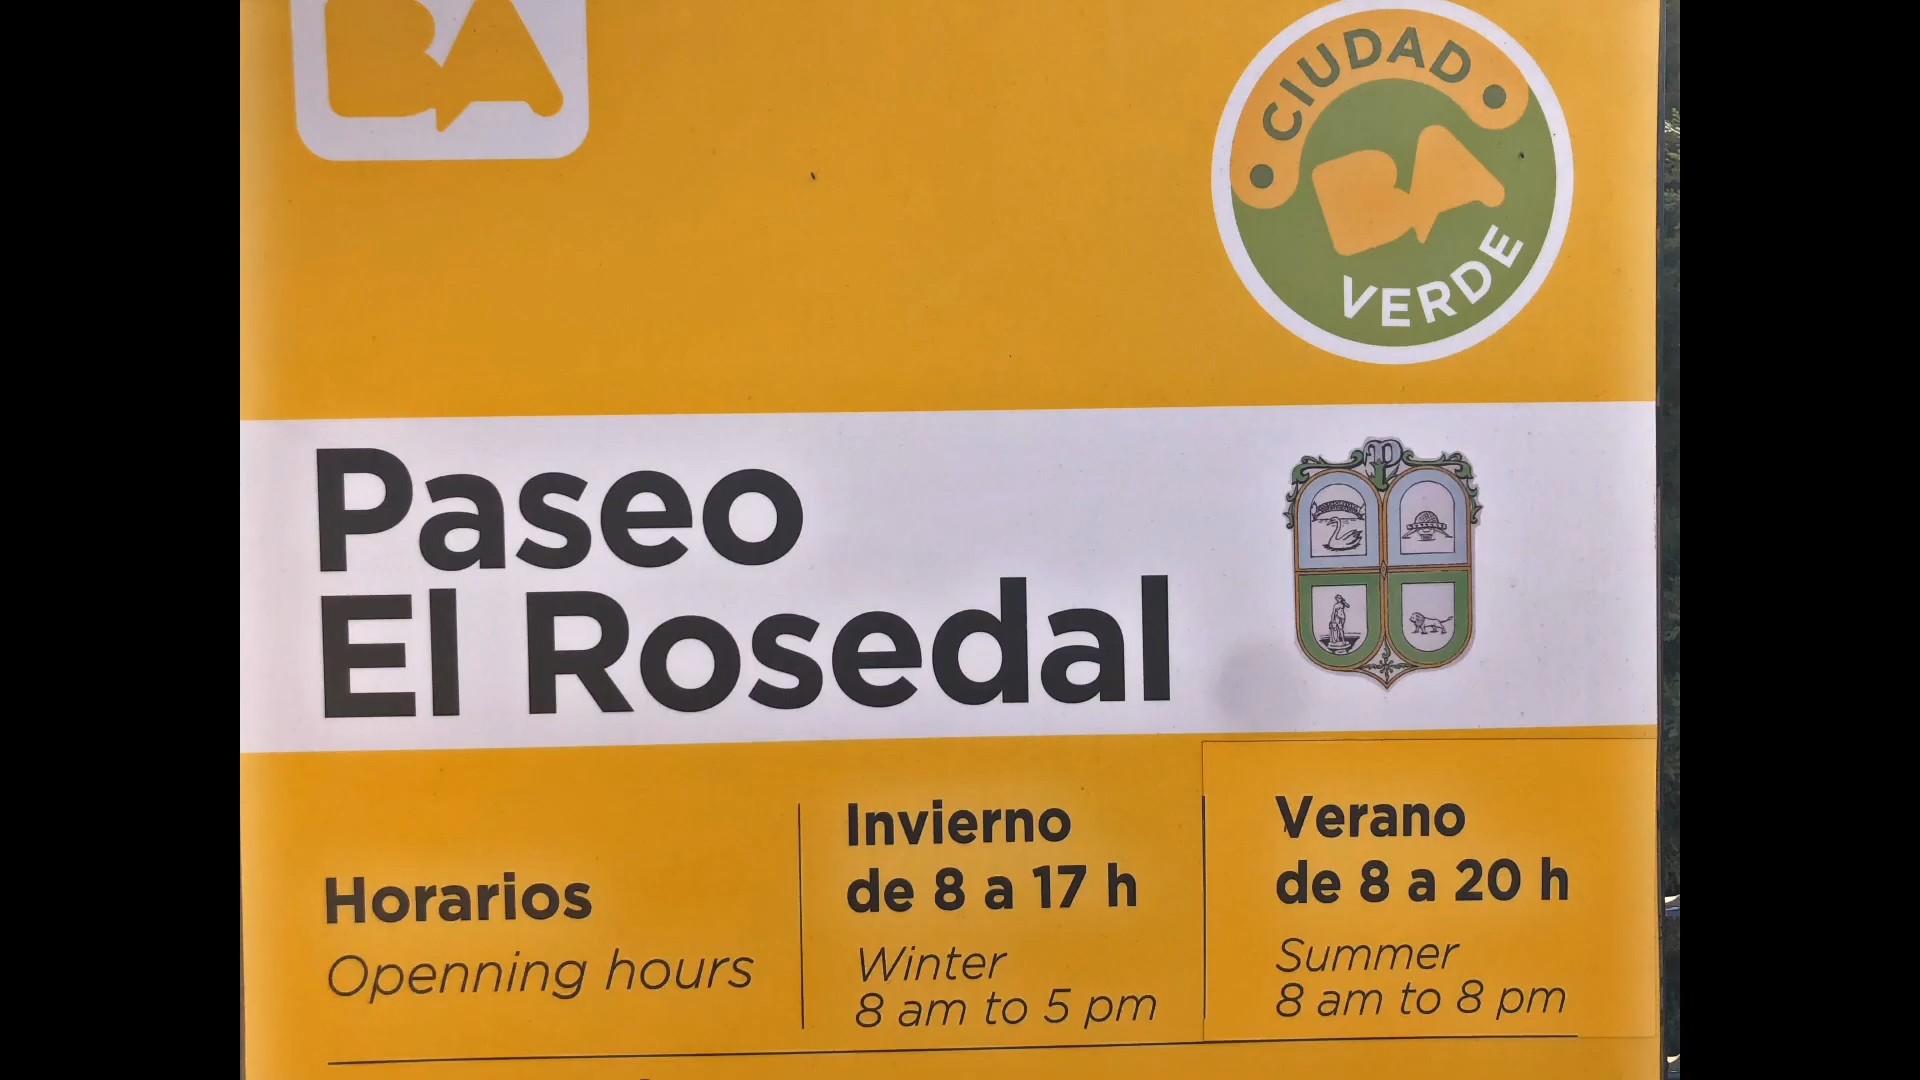 BA
CIUDAD
BA
VERDE
Paseo
El Rosedal
Horarios
Openning hours
Invierno
de 8 a 17 h
Winter
8 am to 5 pm
Verano
de 8 a 20 h
Summer
8 am to 8 pm